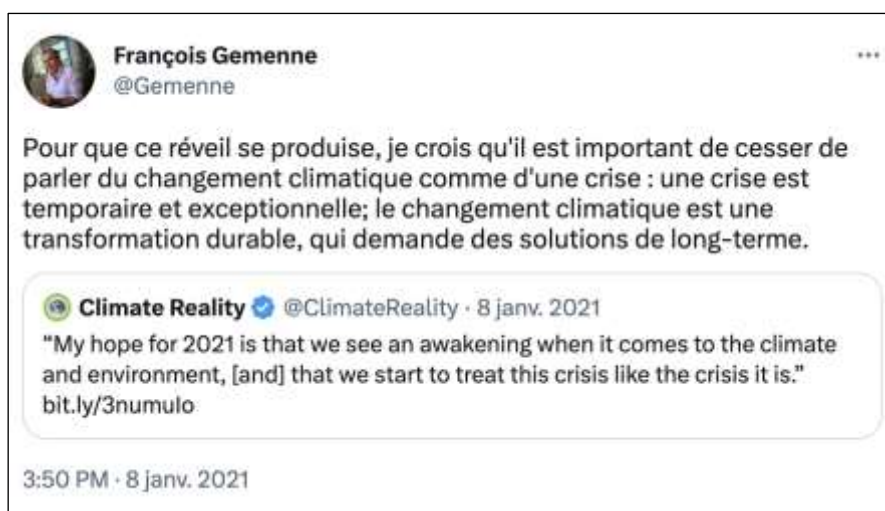 François Gemenne
@Gemenne
Pour que ce réveil se produise, je crois qu'il est important de cesser de
parler du changement climatique comme d'une crise : une crise est
temporaire et exceptionnelle; le changement climatique est une
transformation durable, qui demande des solutions de long-terme.
Climate Reality @ClimateReality · 8 janv. 2021
“My hope for 2021 is that we see an awakening when it comes to the climate
and environment, [and] that we start to treat this crisis like the crisis it is.”
bit.ly/3numulo
3:50 PM · 8 janv. 2021